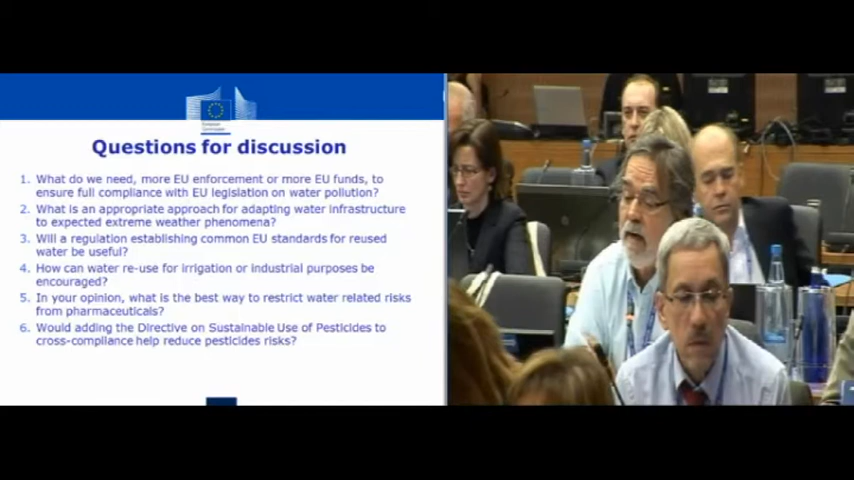 European
Commission
Questions for discussion
1. What do we need, more EU enforcement or more EU funds, to
ensure full compliance with EU legislation on water pollution?
2. What is an appropriate approach for adapting water infrastructure
to expected extreme weather phenomena?
3. Will a regulation establishing common EU standards for reused
water be useful?
4. How can water re-use for irrigation or industrial purposes be
encouraged?
5. In your opinion, what is the best way to restrict water related risks
from pharmaceuticals?
6. Would adding the Directive on Sustainable Use of Pesticides to
cross-compliance help reduce pesticides risks?